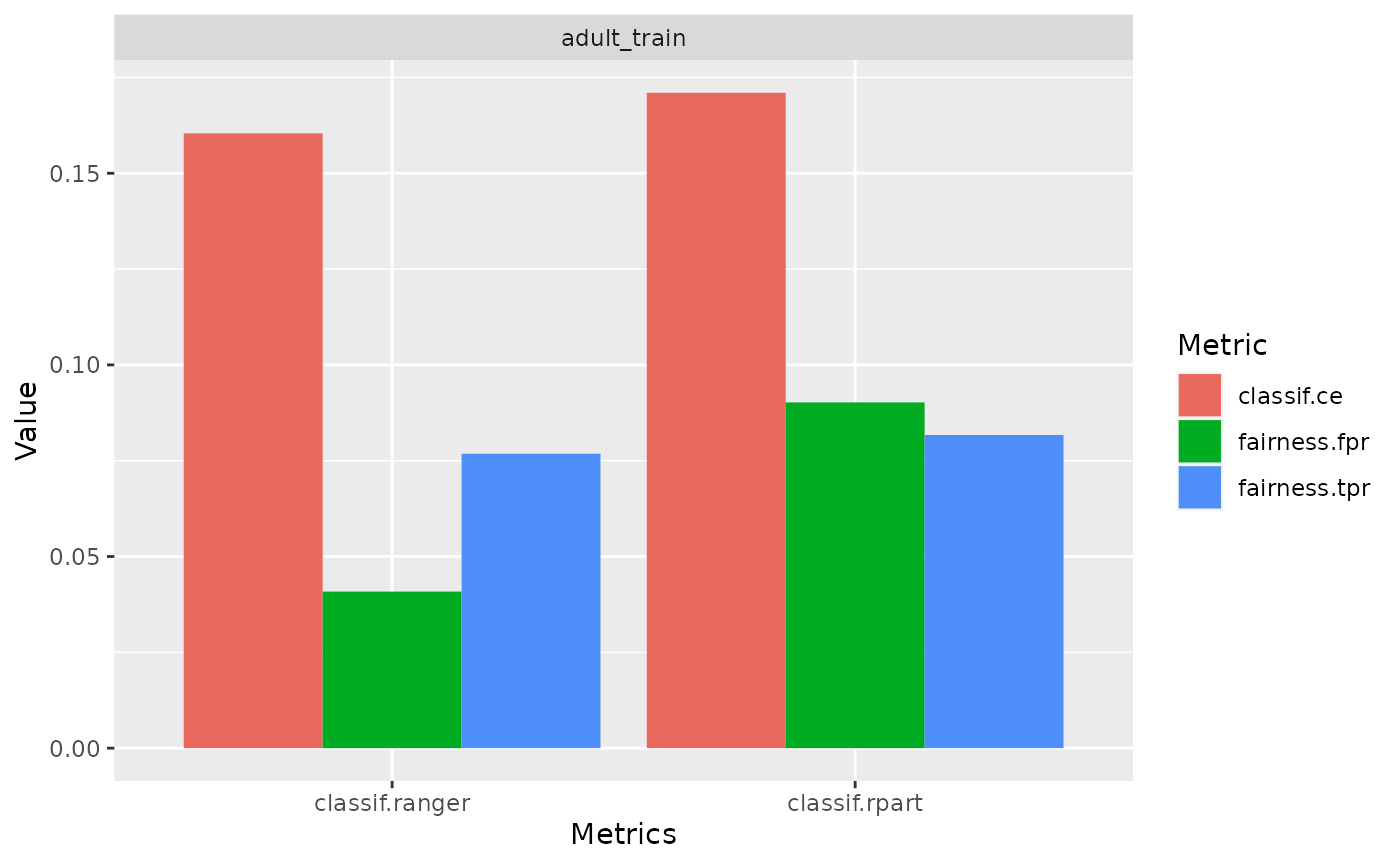 adult_train
0.15
0.10
0.05
0.00
Value
classif.ranger
classif.rpart
Metrics
Metric
classif.ce
fairness.fpr
fairness.tpr